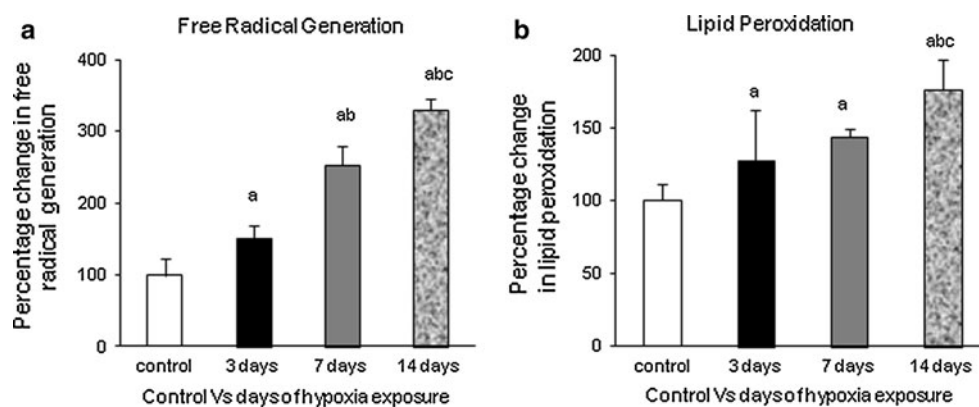 a
Free Radical Generation
Percentage change in free
radical generation
400
300
200
100
0
a
ab
abc
control
3 days
7 days
14 days
Control Vs days of hypoxia exposure
b
Lipid Peroxidation
Percentage change
in lipid peroxidation
200
150
100
50
0
a
a
abc
control
3 days
7 days
14 days
Control Vs days of hypoxia exposure